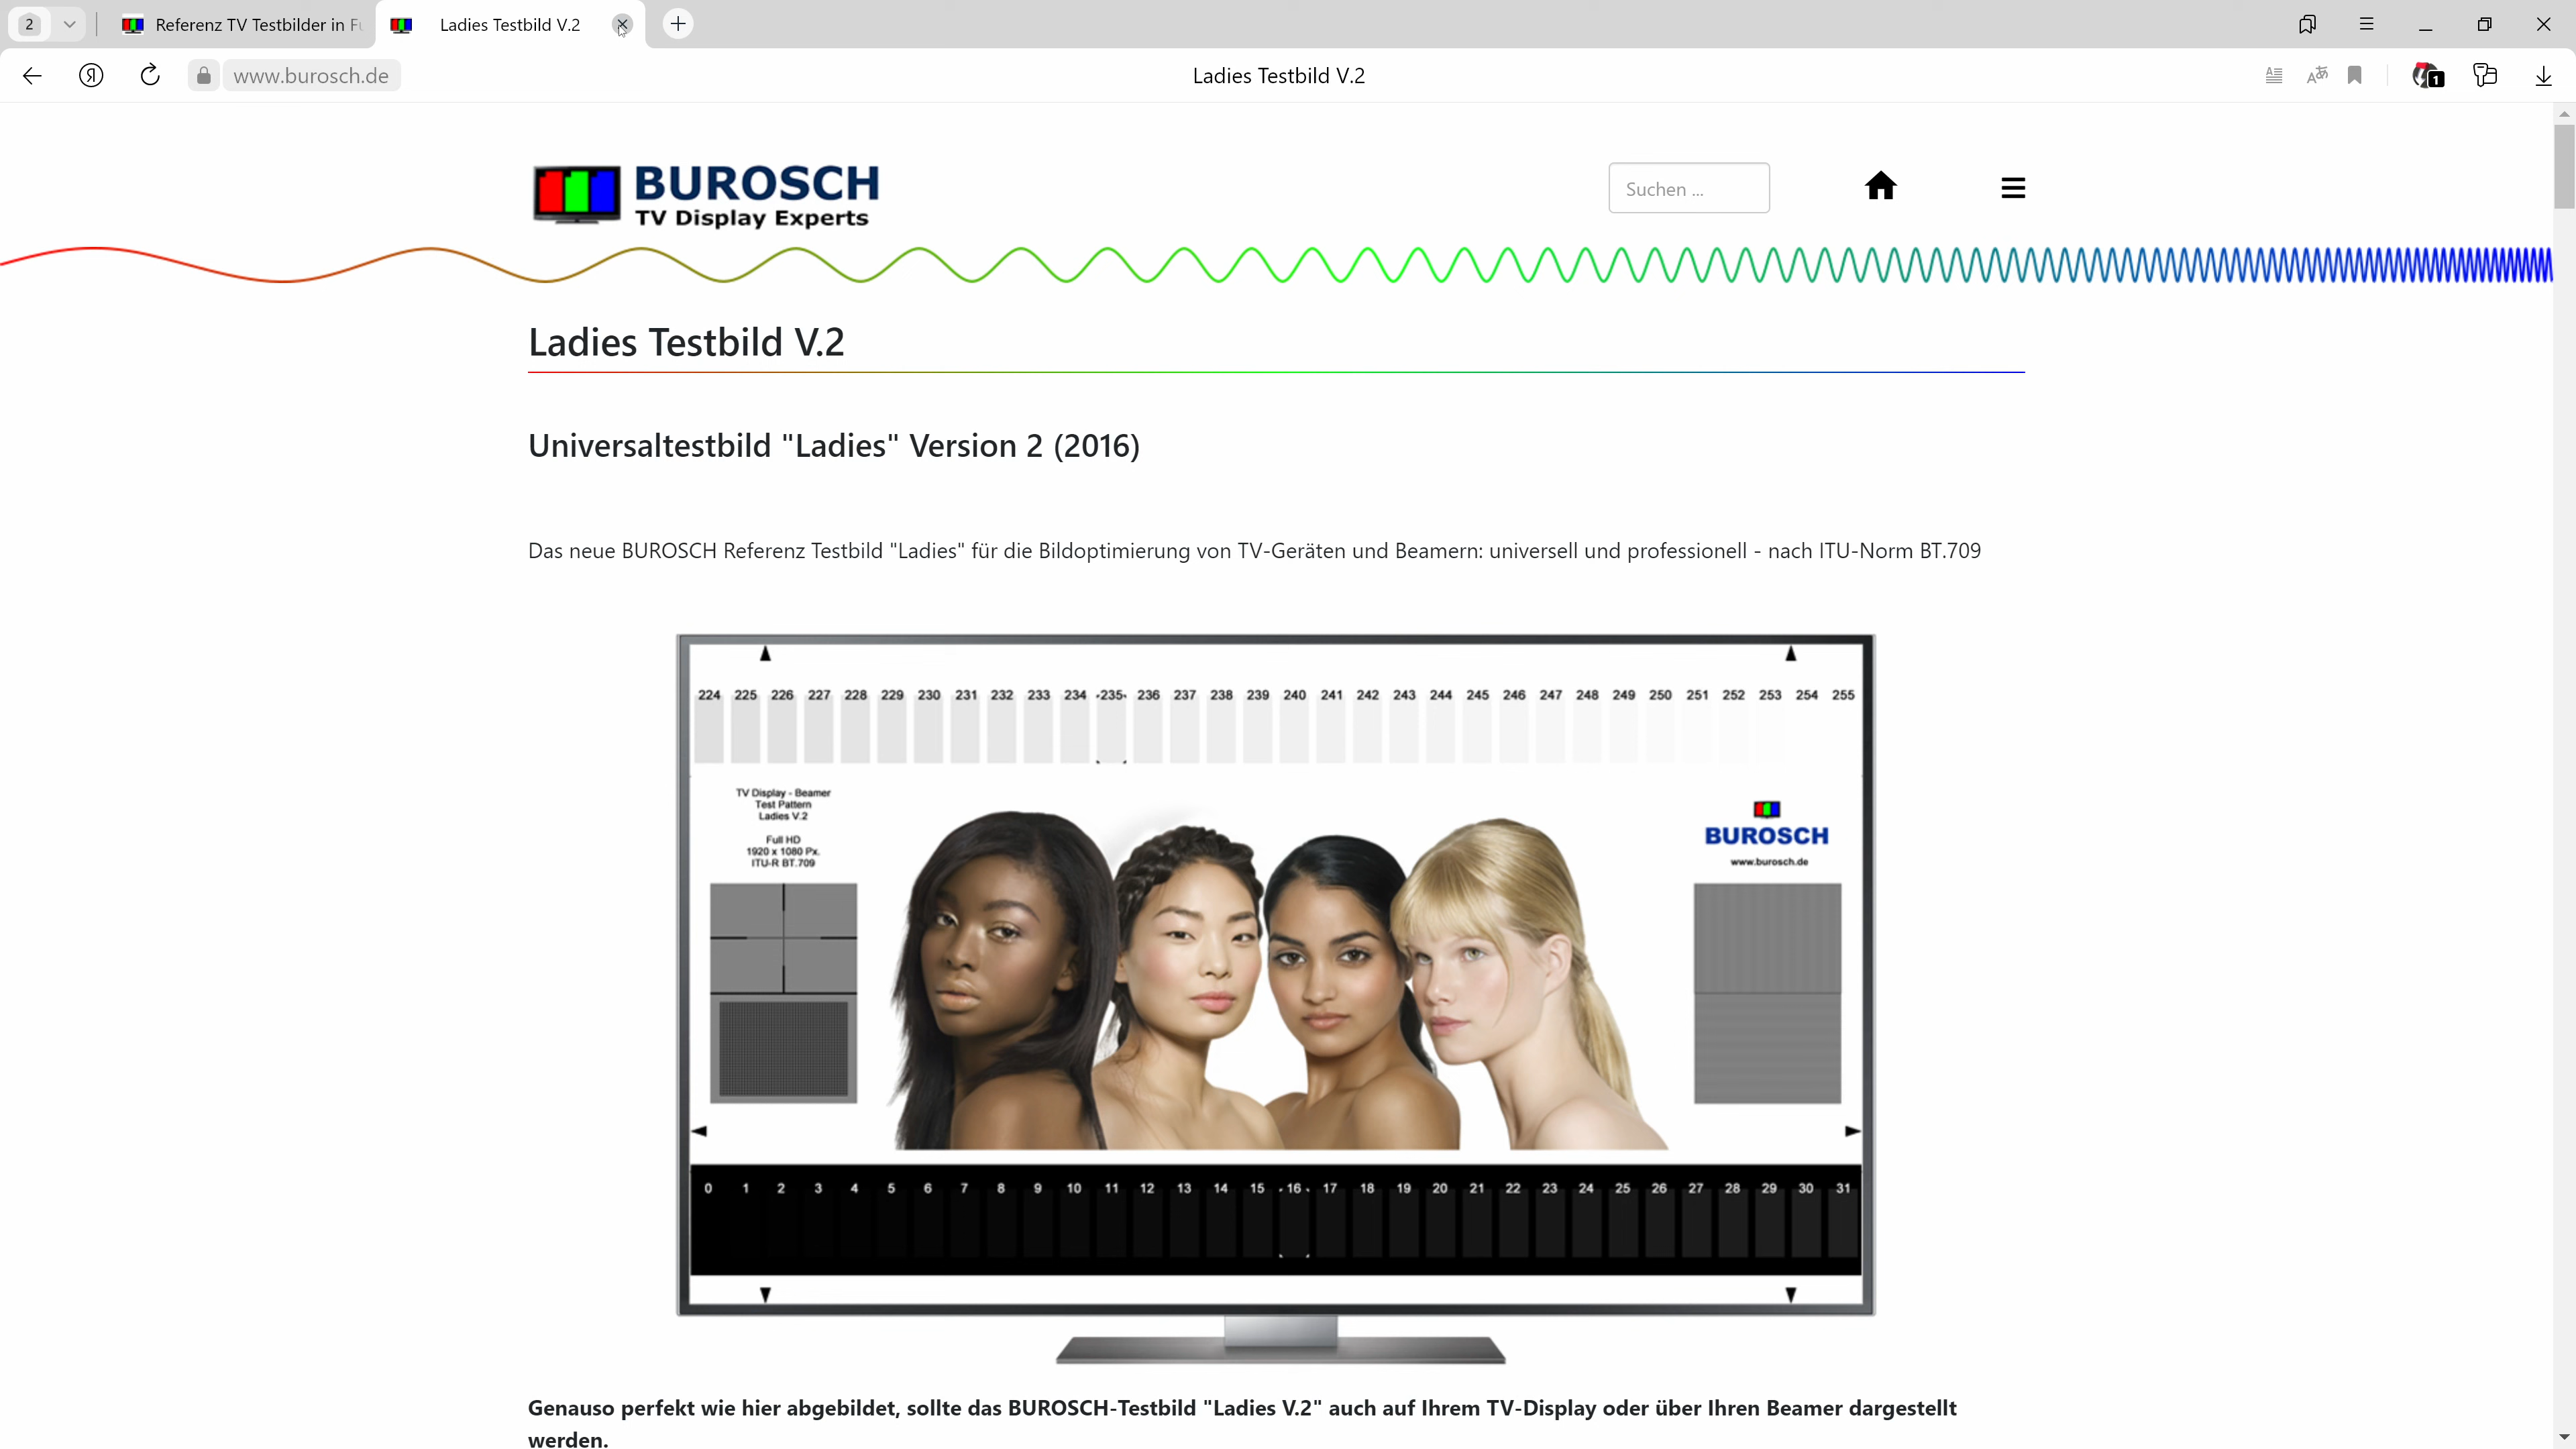 2
Referenz TV Testbilder in Fu
Ladies Testbild V.2
www.burosch.de
Ladies Testbild V.2
1
BUROSCH
TV Display Experts
Suchen ...
Ladies Testbild V.2
Universaltestbild "Ladies" Version 2 (2016)
Das neue BUROSCH Referenz Testbild "Ladies" für die Bildoptimierung von TV-Geräten und Beamern: universell und professionell - nach ITU-Norm BT.709
224 225 226 227 228 229 230 231 232 233 234 235 236 237 238 239 240 241 242 243 244 245 246 247 248 249 250 251 252 253 254 255
TV Display - Beamer
Test Pattern
Ladies V.2
Full HD
1920 x 1080 Px.
ITU-R BT.709
BUROSCH
www.burosch.de
0 1 2 3 4 5 6 7 8 9 10 11 12 13 14 15 16 17 18 19 20 21 22 23 24 25 26 27 28 29 30 31
Genauso perfekt wie hier abgebildet, sollte das BUROSCH-Testbild "Ladies V.2" auch auf Ihrem TV-Display oder über Ihren Beamer dargestellt
werden.